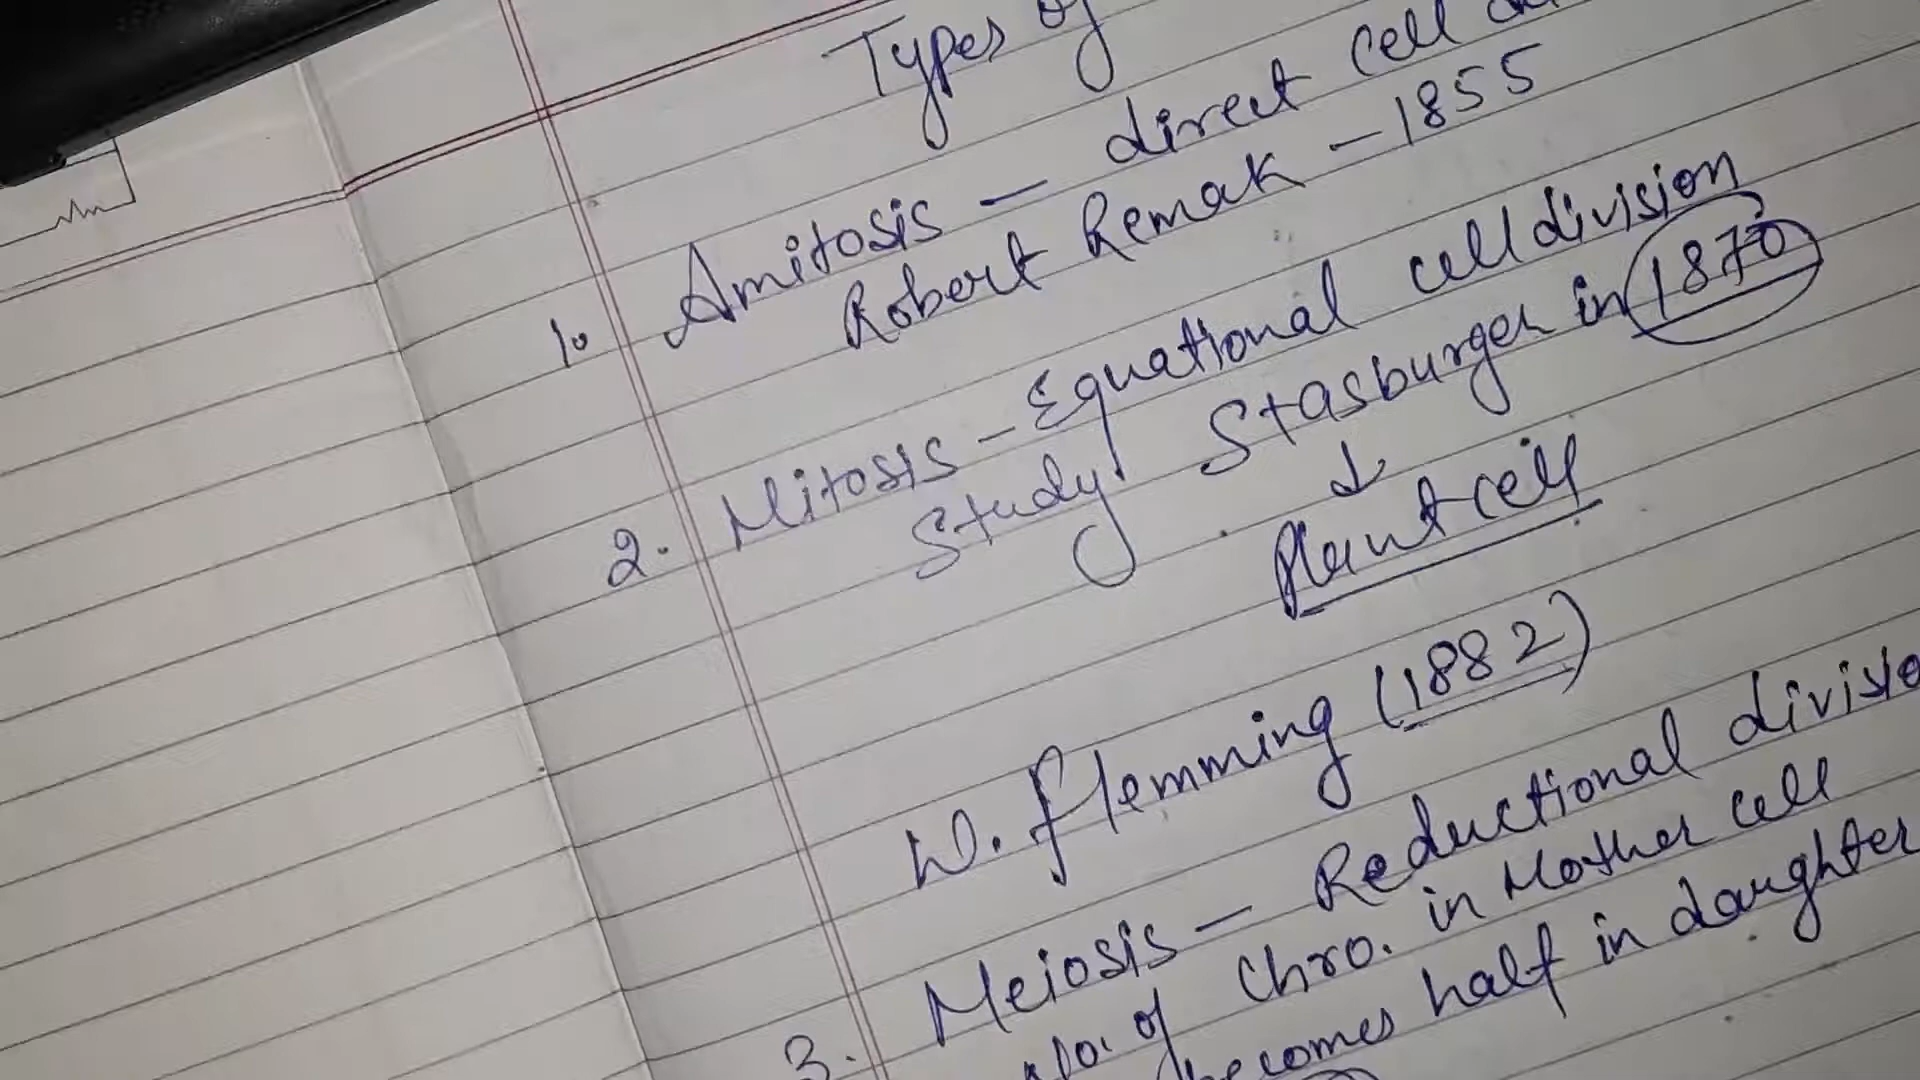 Types of
1. Amitosis — direct cell
Robert Remak – 1855
2. Mitosis – Equational cell division
Study Stasburger in 1870
↓
Plant cell
W. Flemming (1882)
3. Meiosis — Reductional divisio
No. of Chro. in Mother cell
becomes half in daughter